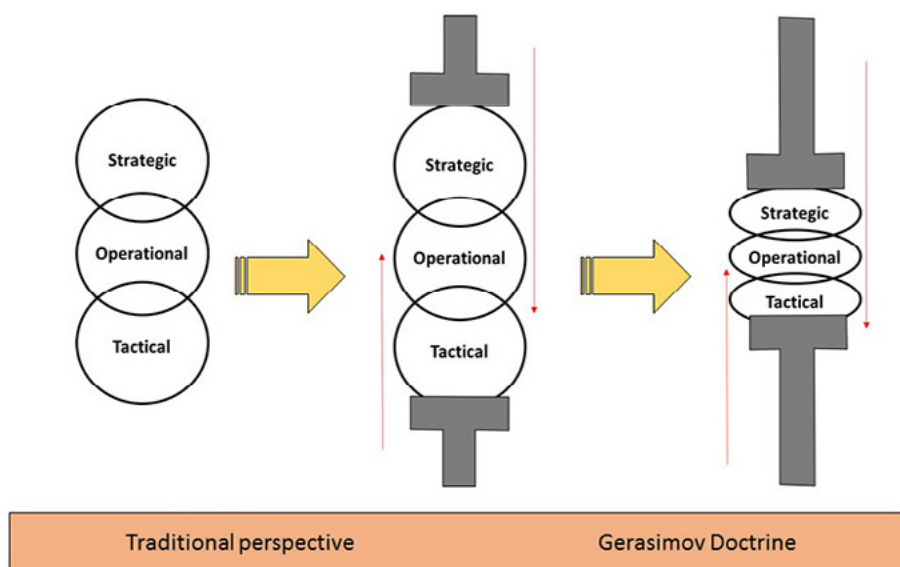 Strategic
Operational
Tactical
Strategic
Operational
Tactical
Strategic
Operational
Tactical
Traditional perspective
Gerasimov Doctrine